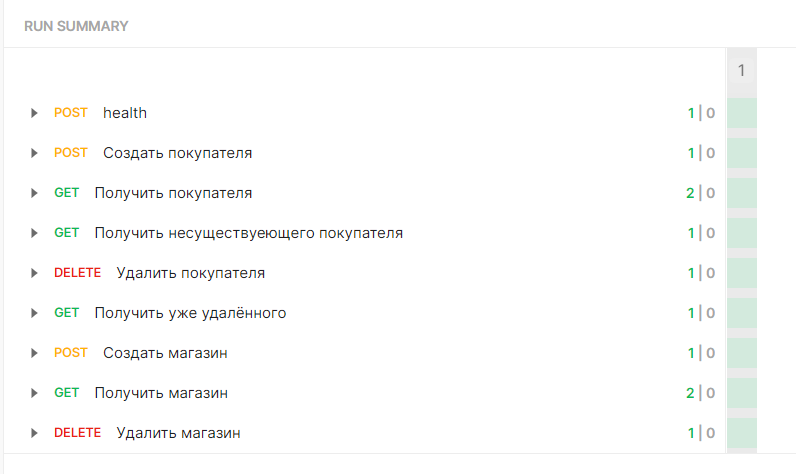 RUN SUMMARY
1
POST health 1 | 0
POST Создать покупателя 1 | 0
GET Получить покупателя 2 | 0
GET Получить несуществуеющего покупателя 1 | 0
DELETE Удалить покупателя 1 | 0
GET Получить уже удалённого 1 | 0
POST Создать магазин 1 | 0
GET Получить магазин 2 | 0
DELETE Удалить магазин 1 | 0